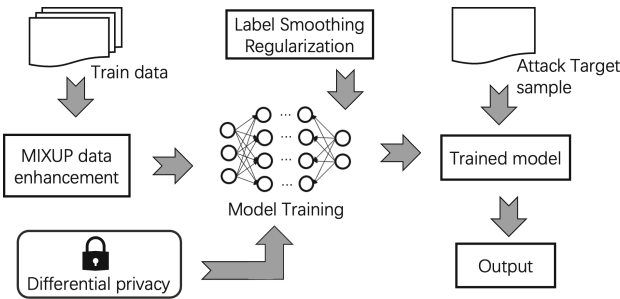 Train data
Label Smoothing
Regularization
Attack Target
sample
MIXUP data
enhancement
Model Training
Trained model
Differential privacy
Output